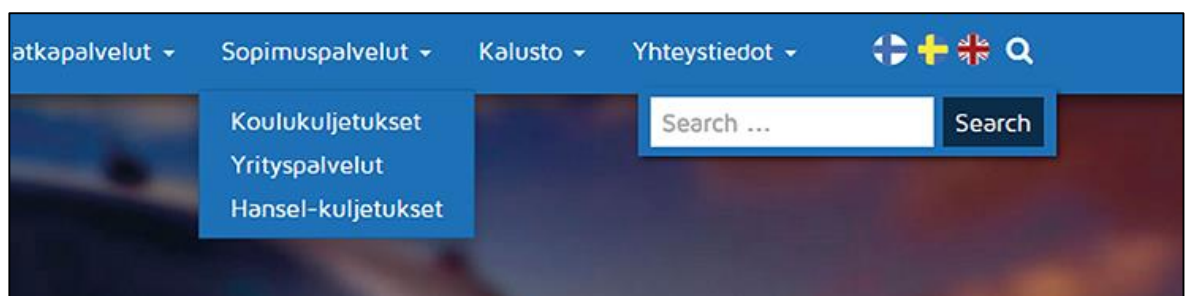 atkapalvelut Sopimuspalvelut Kalusto Yhteystiedot
Koulukuljetukset
Yrityspalvelut
Hansel-kuljetukset
Search ... Search